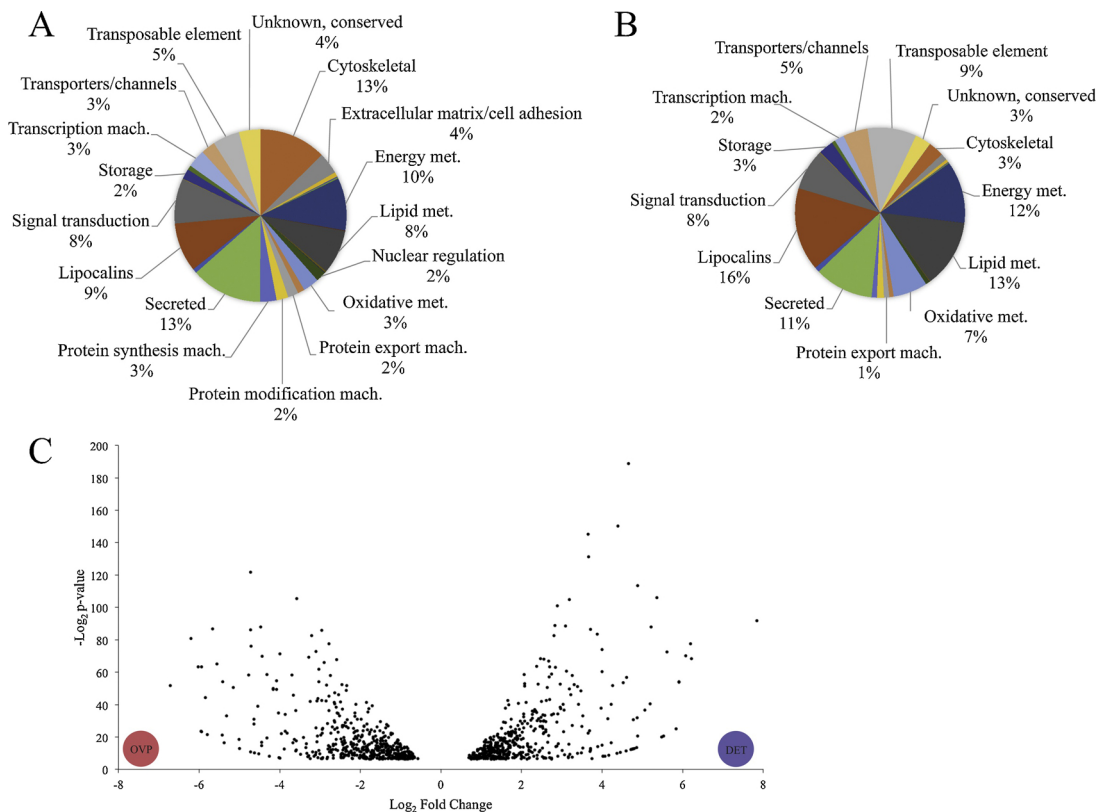 A
Unknown, conserved
4%
Transposable element
5%
Cytoskeletal
13%
Transporters/channels
3%
Extracellular matrix/cell adhesion
4%
Transcription mach.
3%
Energy met.
10%
Storage
2%
Lipid met.
8%
Signal transduction
8%
Nuclear regulation
2%
Lipocalins
9%
Oxidative met.
3%
Secreted
13%
Protein export mach.
2%
Protein synthesis mach.
3%
Protein modification mach.
2%
B
Transporters/channels
5%
Transposable element
9%
Transcription mach.
2%
Unknown, conserved
3%
Storage
3%
Cytoskeletal
3%
Signal transduction
8%
Energy met.
12%
Lipocalins
16%
Lipid met.
13%
Secreted
11%
Oxidative met.
7%
Protein export mach.
1%
C
200
180
160
140
120
100
80
60
40
20
0
-Log2 p-value
OVP
DET
-8 -6 -4 -2 0 2 4 6 8
Log2 Fold Change